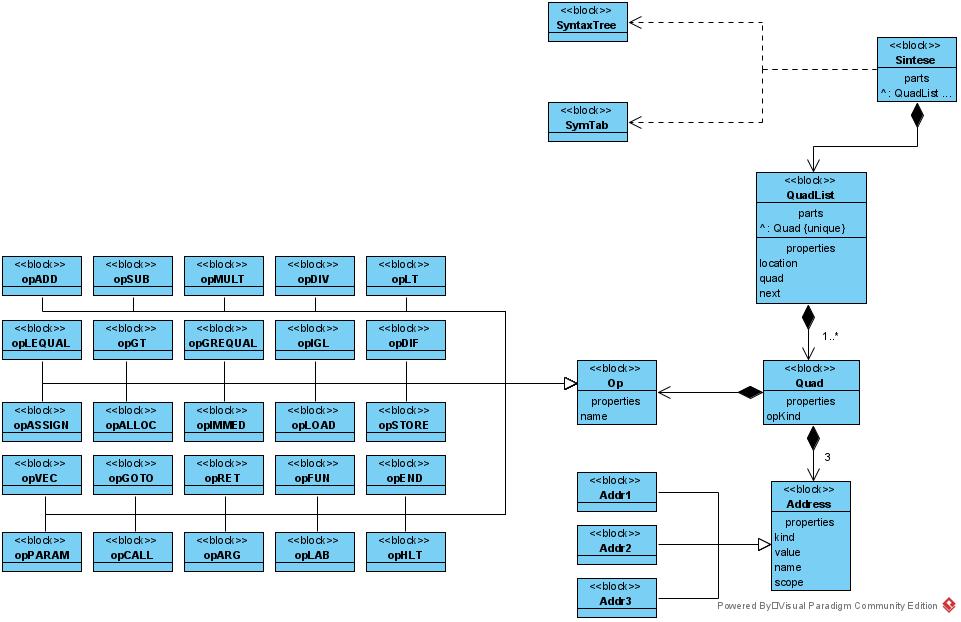 <<block>>
SyntaxTree
<<block>>
Sintese
parts
^ : QuadList ...
<<block>>
SymTab
<<block>>
QuadList
parts
^ : Quad {unique}
properties
location
quad
next
<<block>> <<block>> <<block>> <<block>> <<block>>
opADD opSUB opMULT opDIV opLT
<<block>> <<block>> <<block>> <<block>> <<block>>
opLEQUAL opGT opGREQUAL opIGL opDIF
1..*
<<block>>
Op
properties
name
<<block>>
Quad
properties
opKind
<<block>> <<block>> <<block>> <<block>> <<block>>
opASSIGN opALLOC opIMMED opLOAD opSTORE
<<block>> <<block>> <<block>> <<block>> <<block>>
opVEC opGOTO opRET opFUN opEND
3
<<block>>
Addr1
<<block>>
Address
properties
kind
value
name
scope
<<block>>
Addr2
<<block>> <<block>> <<block>> <<block>> <<block>>
opPARAM opCALL opARG opLAB opHLT
<<block>>
Addr3
Powered By Visual Paradigm Community Edition